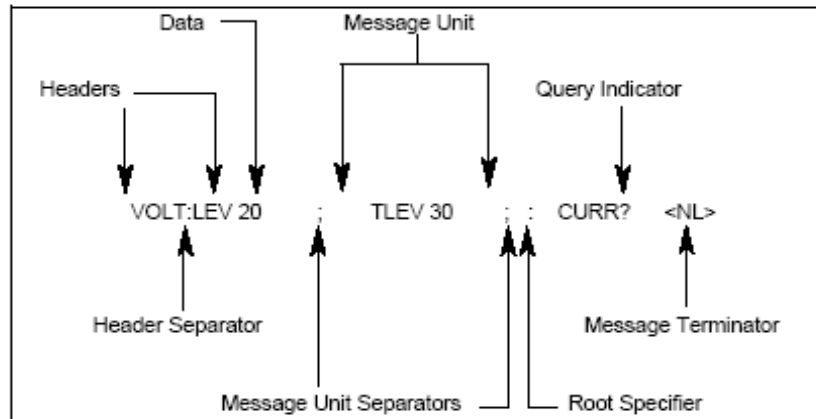 Data Message Unit
Headers Query Indicator
VOLT:LEV 20 ; TLEV 30 ; : CURR? <NL>
Header Separator Message Terminator
Message Unit Separators Root Specifier